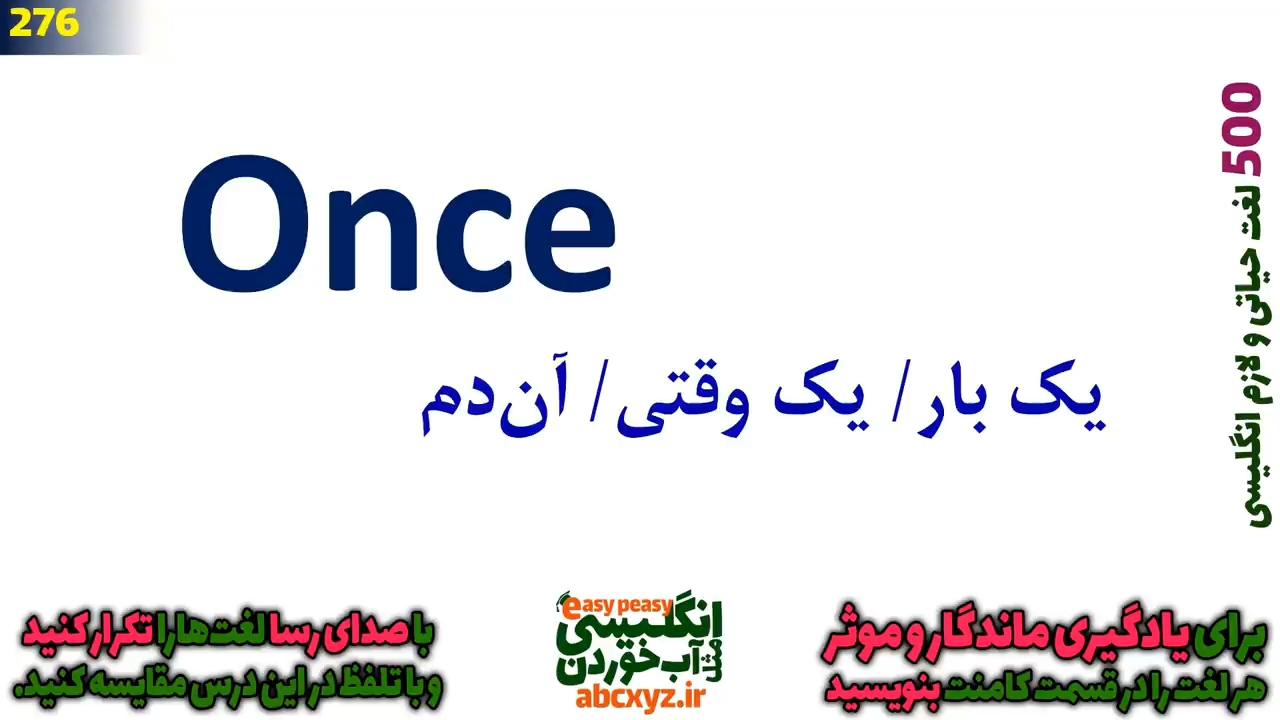 276
Once
یک بار/ یک وقتی/ آن‌دم
500 لغت حیاتی و لازم انگلیسی
برای یادگیری ماندگار و موثر
هر لغت را در قسمت کامنت بنویسید
easy peasy
انگلیسی
مثل
آب خوردن
abcxyz.ir
با صدای رسا لغت‌ها را تکرار کنید
و با تلفظ در این درس مقایسه کنید.